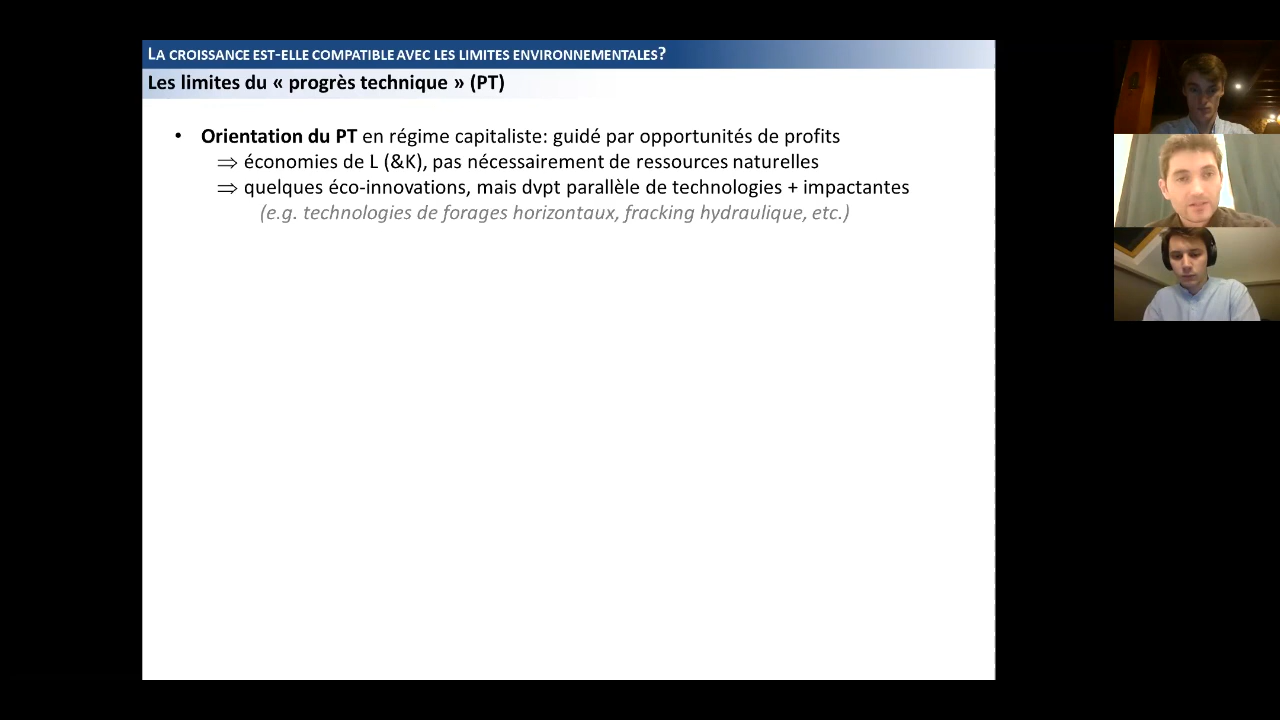 LA CROISSANCE EST-ELLE COMPATIBLE AVEC LES LIMITES ENVIRONNEMENTALES?
Les limites du « progrès technique » (PT)
• Orientation du PT en régime capitaliste: guidé par opportunités de profits
⇒ économies de L (&K), pas nécessairement de ressources naturelles
⇒ quelques éco-innovations, mais dvpt parallèle de technologies + impactantes
(e.g. technologies de forages horizontaux, fracking hydraulique, etc.)